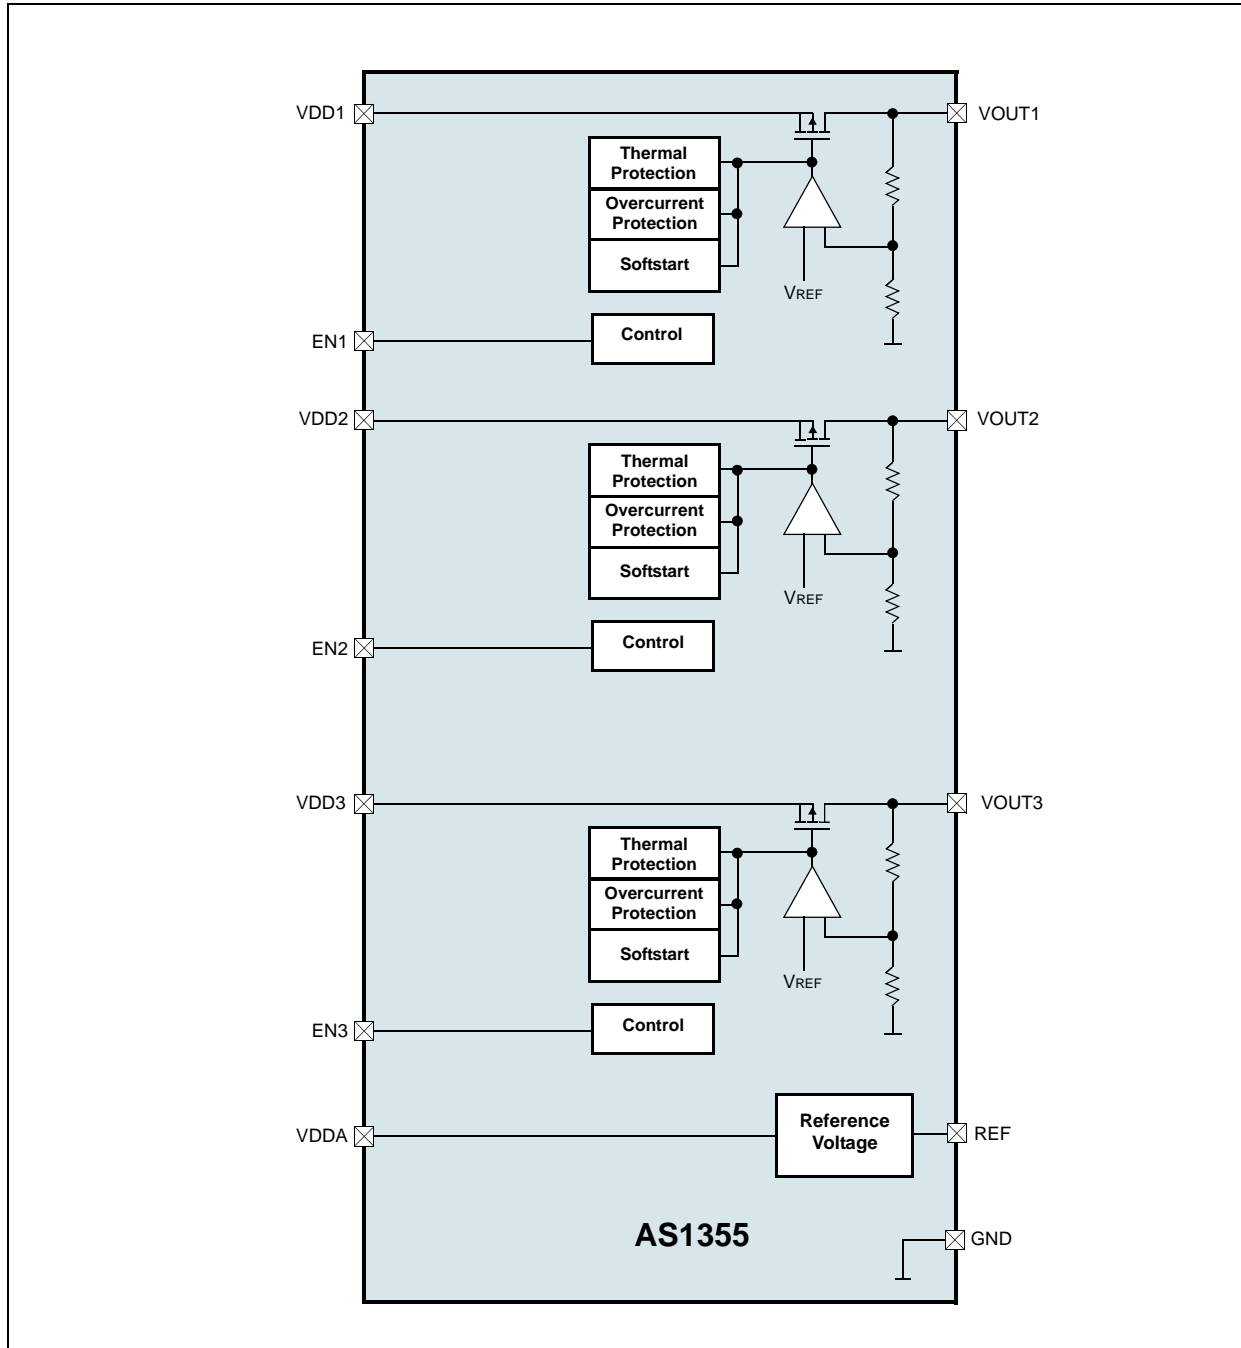 VDD1
VOUT1
Thermal
Protection
Overcurrent
Protection
Softstart
VREF
EN1
Control
VDD2
VOUT2
Thermal
Protection
Overcurrent
Protection
Softstart
VREF
EN2
Control
VDD3
VOUT3
Thermal
Protection
Overcurrent
Protection
Softstart
VREF
EN3
Control
VDDA
Reference
Voltage
REF
AS1355
GND